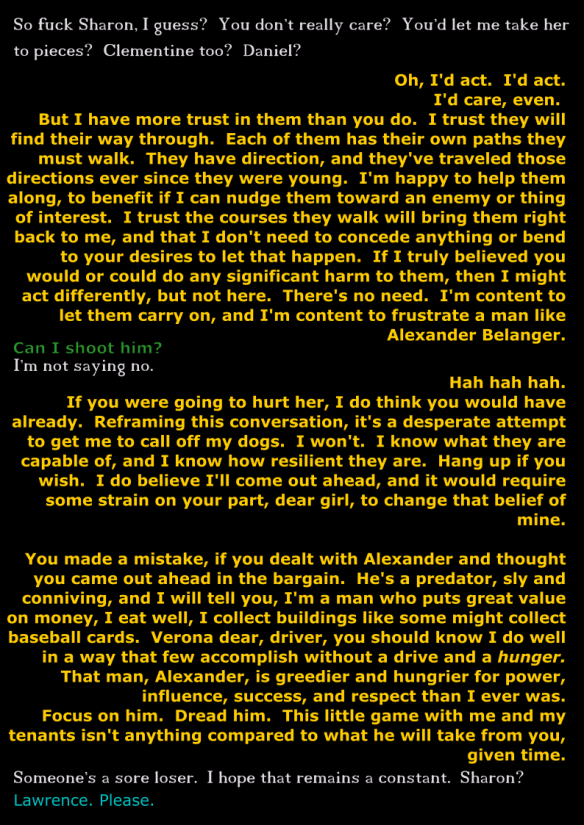 So fuck Sharon, I guess?  You don't really care?  You'd let me take her
to pieces?  Clementine too?  Daniel?
Oh, I'd act.  I'd act.
I'd care, even.
But I have more trust in them than you do.  I trust they will
find their way through.  Each of them has their own paths they
must walk.  They have direction, and they've traveled those
directions ever since they were young.  I'm happy to help them
along, to benefit if I can nudge them toward an enemy or thing
of interest.  I trust the courses they walk will bring them right
back to me, and that I don't need to concede anything or bend
to your desires to let that happen.  If I truly believed you
would or could do any significant harm to them, then I might
act differently, but not here.  There's no need.  I'm content to
let them carry on, and I'm content to frustrate a man like
Alexander Belanger.
Can I shoot him?
I'm not saying no.
Hah hah hah.
If you were going to hurt her, I do think you would have
already.  Reframing this conversation, it's a desperate attempt
to get me to call off my dogs.  I won't.  I know what they are
capable of, and I know how resilient they are.  Hang up if you
wish.  I do believe I'll come out ahead, and it would require
some strain on your part, dear girl, to change that belief of
mine.
You made a mistake, if you dealt with Alexander and thought
you came out ahead in the bargain.  He's a predator, sly and
conniving, and I will tell you, I'm a man who puts great value
on money, I eat well, I collect buildings like some might collect
baseball cards.  Verona dear, driver, you should know I do well
in a way that few accomplish without a drive and a hunger.
That man, Alexander, is greedier and hungrier for power,
influence, success, and respect than I ever was.
Focus on him.  Dread him.  This little game with me and my
tenants isn't anything compared to what he will take from you,
given time.
Someone's a sore loser.  I hope that remains a constant.  Sharon?
Lawrence. Please.